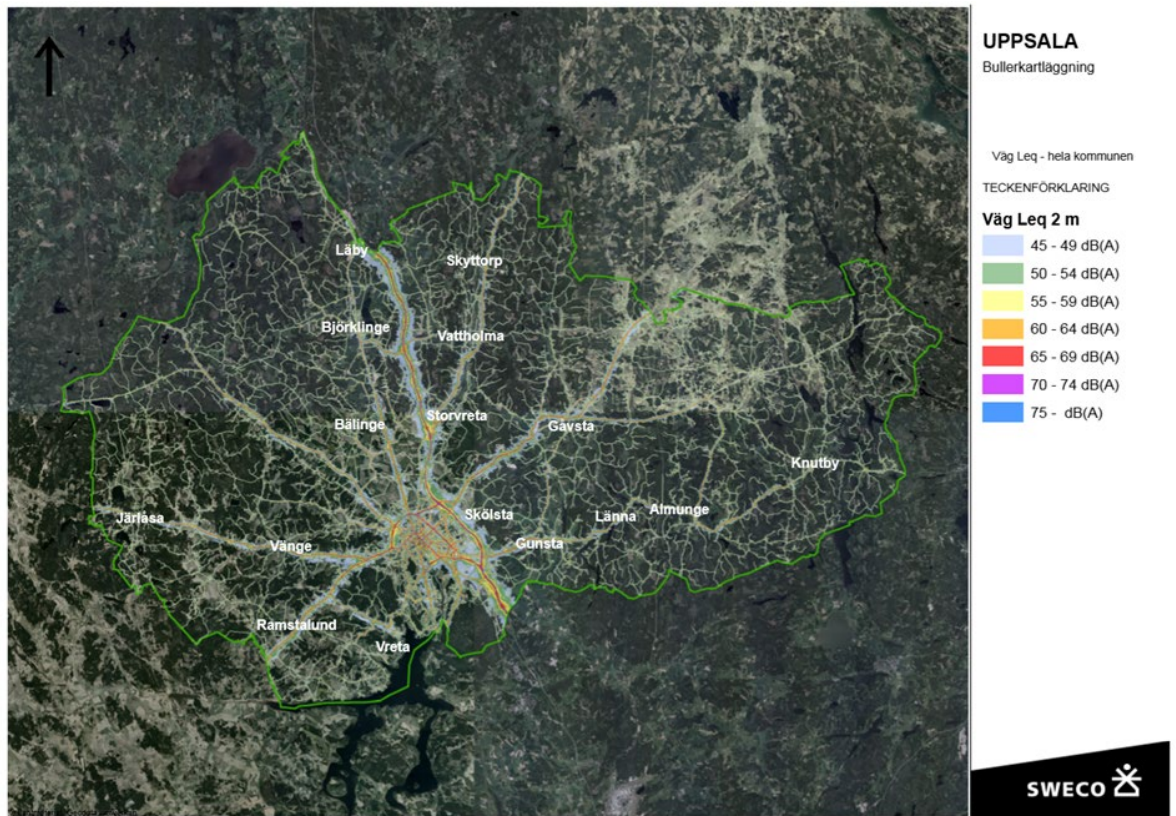 UPPSALA
Bullerkartläggning
Väg Leq - hela kommunen
TECKENFÖRKLARING
Väg Leq 2 m
45 - 49 dB(A)
50 - 54 dB(A)
55 - 59 dB(A)
60 - 64 dB(A)
65 - 69 dB(A)
70 - 74 dB(A)
75 - dB(A)
Läby
Skyttorp
Björklinge
Vattholma
Bälinge
Storvreta
Gåvsta
Knutby
Järlåsa
Skölsta
Länna
Almunge
Vänge
Gunsta
Ramstalund
Vreta
SWECO